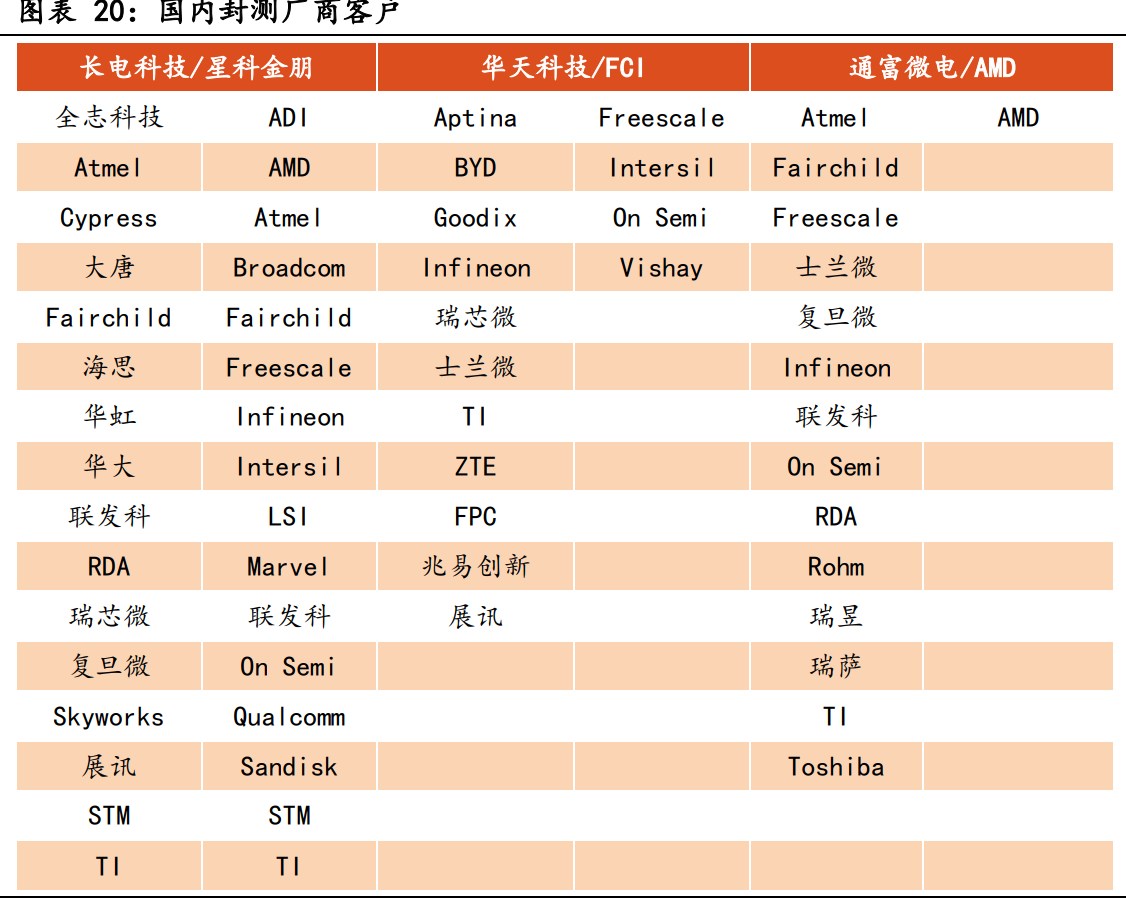 图表 20：国内封测厂商客户
长电科技/星科金朋 华天科技/FCI 通富微电/AMD
全志科技 ADI Aptina Freescale Atmel AMD
Atmel AMD BYD Intersil Fairchild
Cypress Atmel Goodix On Semi Freescale
大唐 Broadcom Infineon Vishay 士兰微
Fairchild Fairchild 瑞芯微 复旦微
海思 Freescale 士兰微 Infineon
华虹 Infineon TI 联发科
华大 Intersil ZTE On Semi
联发科 LSI FPC RDA
RDA Marvel 兆易创新 Rohm
瑞芯微 联发科 展讯 瑞昱
复旦微 On Semi 瑞萨
Skyworks Qualcomm TI
展讯 Sandisk Toshiba
STM STM
TI TI